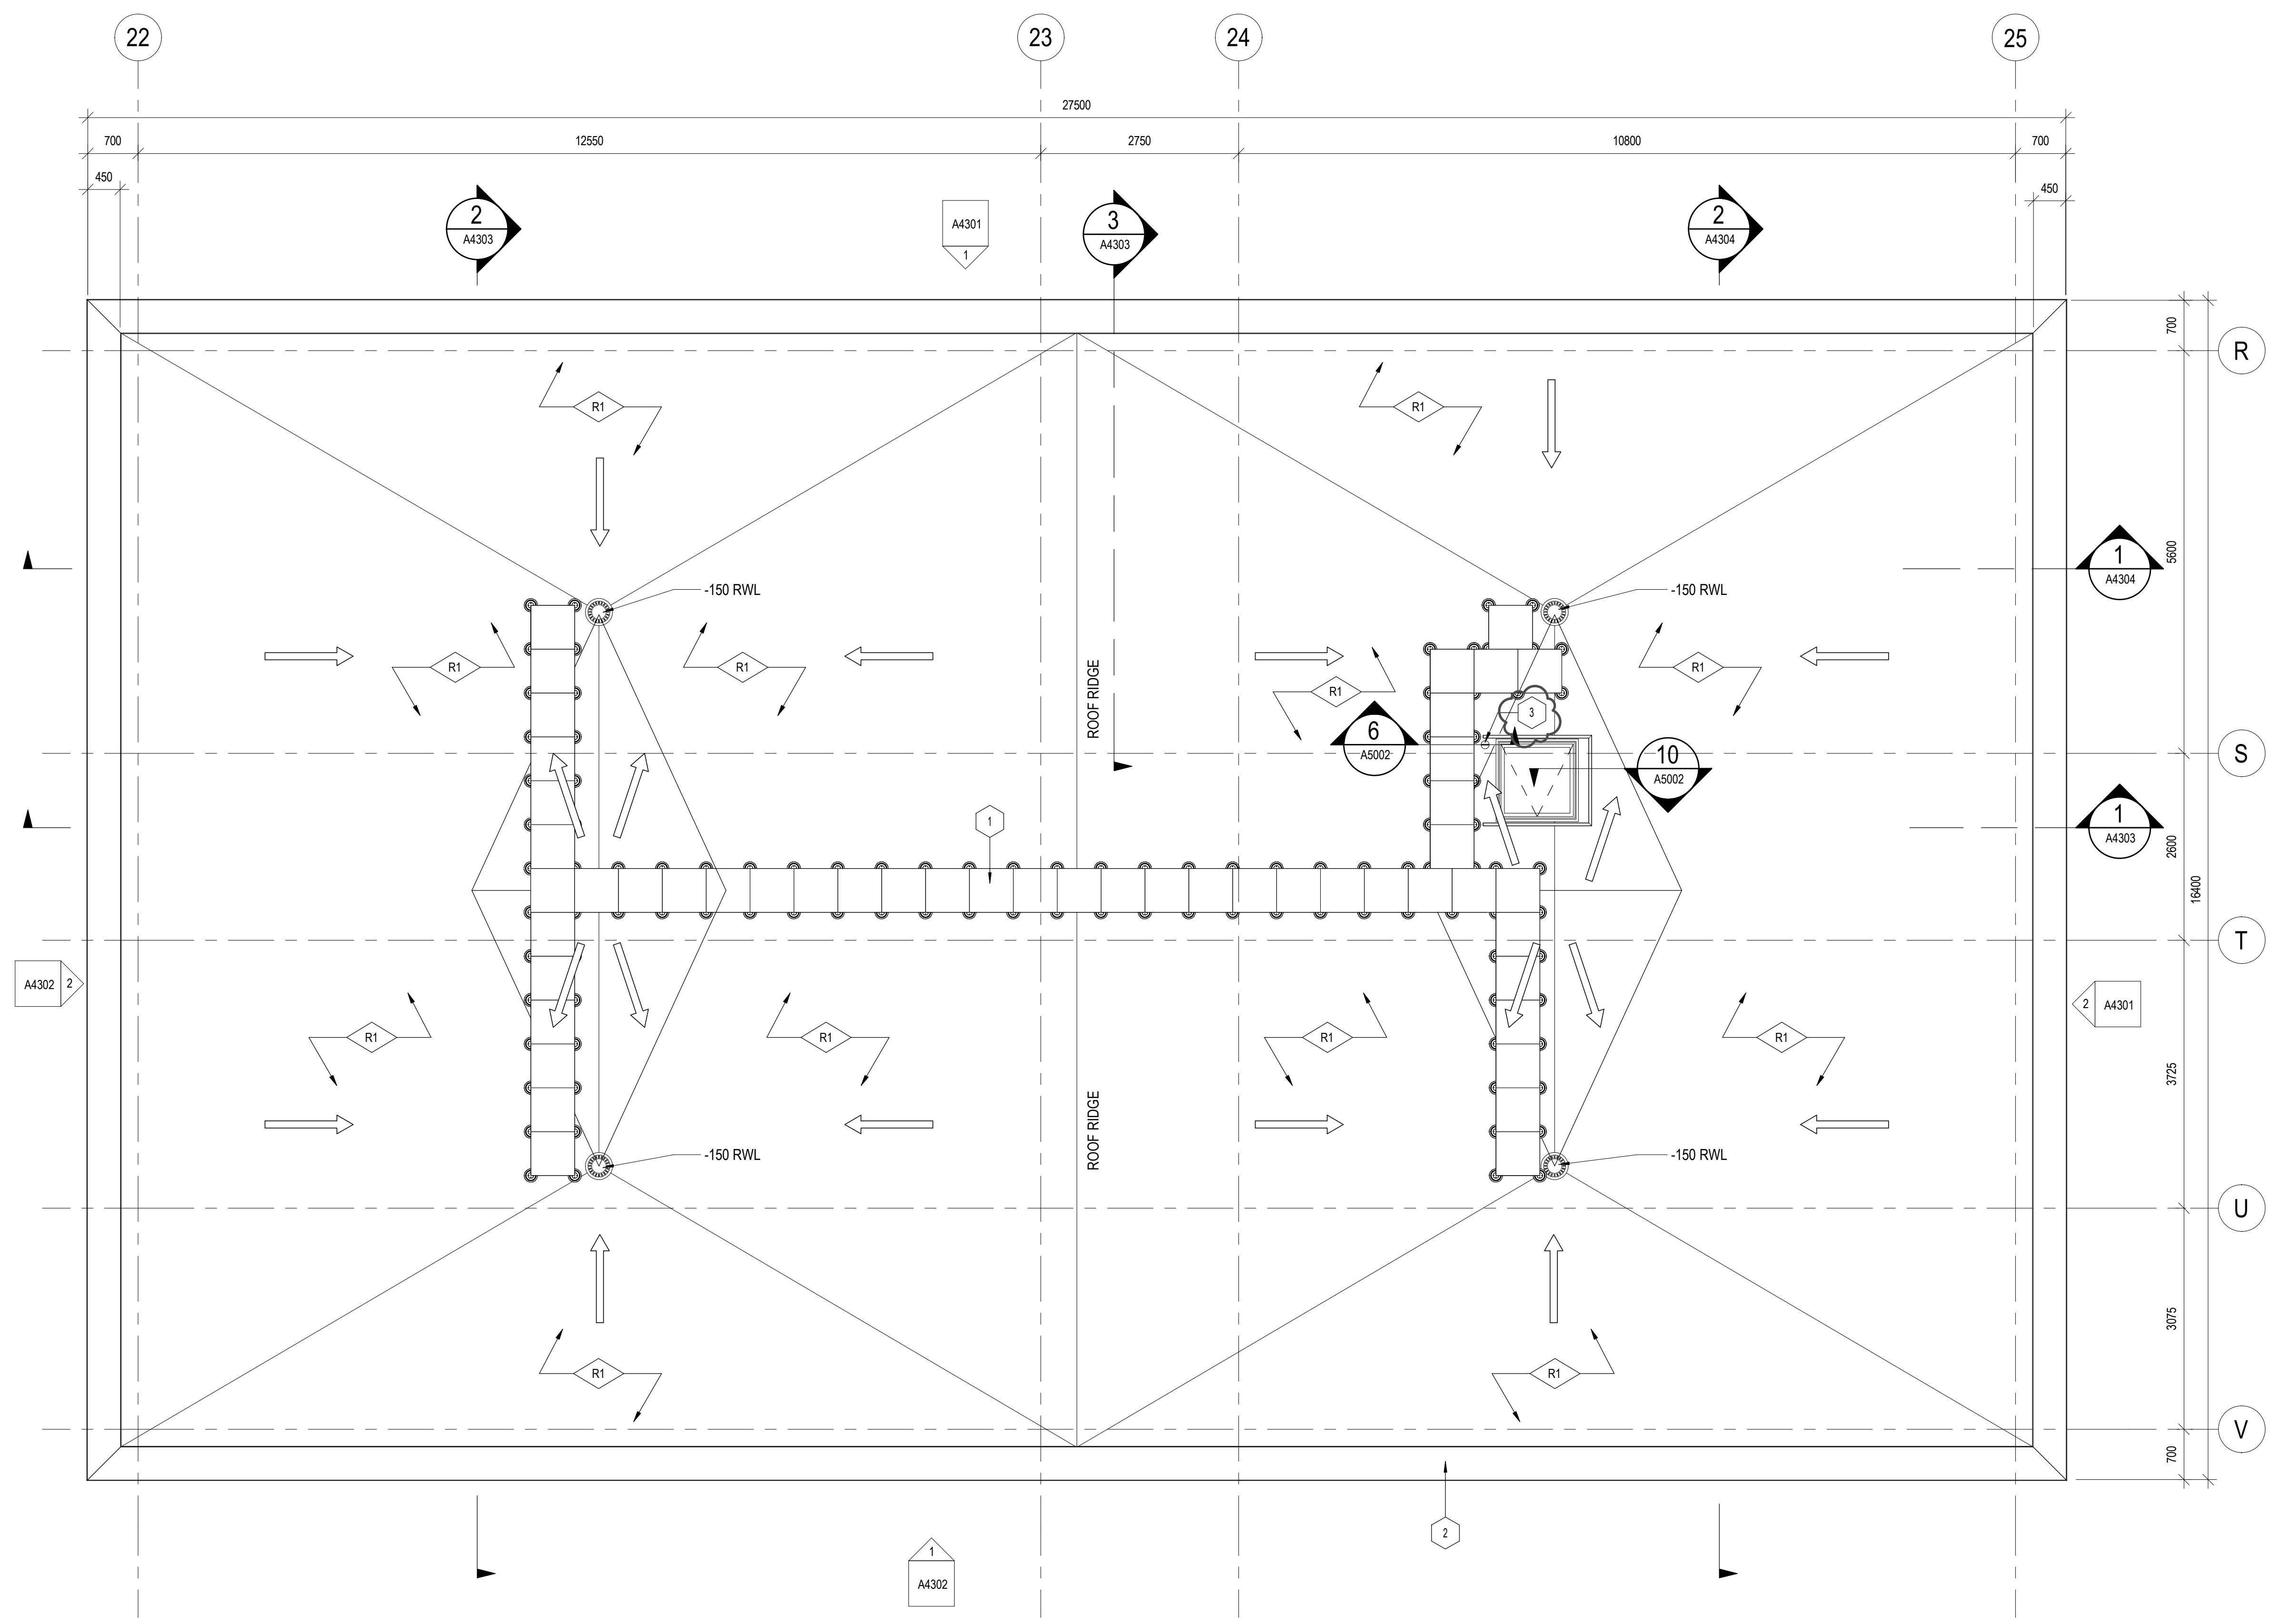 22
23
24
25
27500
700
12550
2750
10800
700
450
450
2
A4303
A4301
1
3
A4303
2
A4304
700
R
R1
R1
5600
1
A4304
-150 RWL
-150 RWL
R1
R1
R1
R1
ROOF RIDGE
3
6
A5002
10
A5002
S
1
1
A4303
2600
16400
T
A4302
2
2
A4301
R1
R1
R1
R1
3725
ROOF RIDGE
-150 RWL
-150 RWL
U
3075
R1
R1
V
700
2
1
A4302